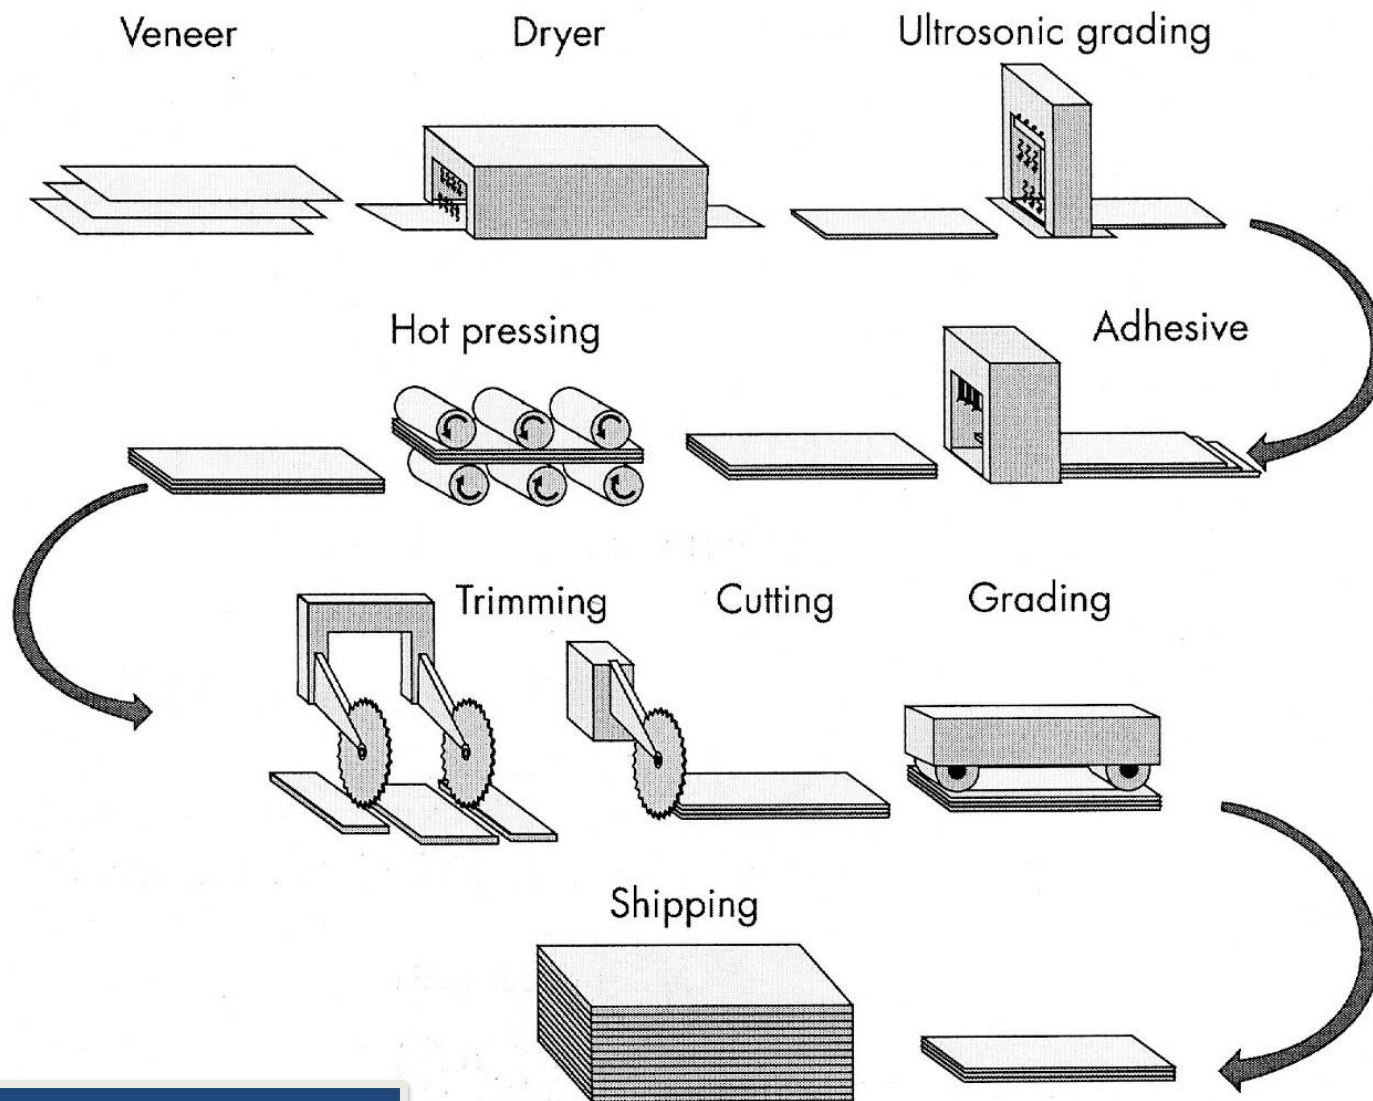 Veneer
Dryer
Ultrosonic grading
Hot pressing
Adhesive
Trimming
Cutting
Grading
Shipping